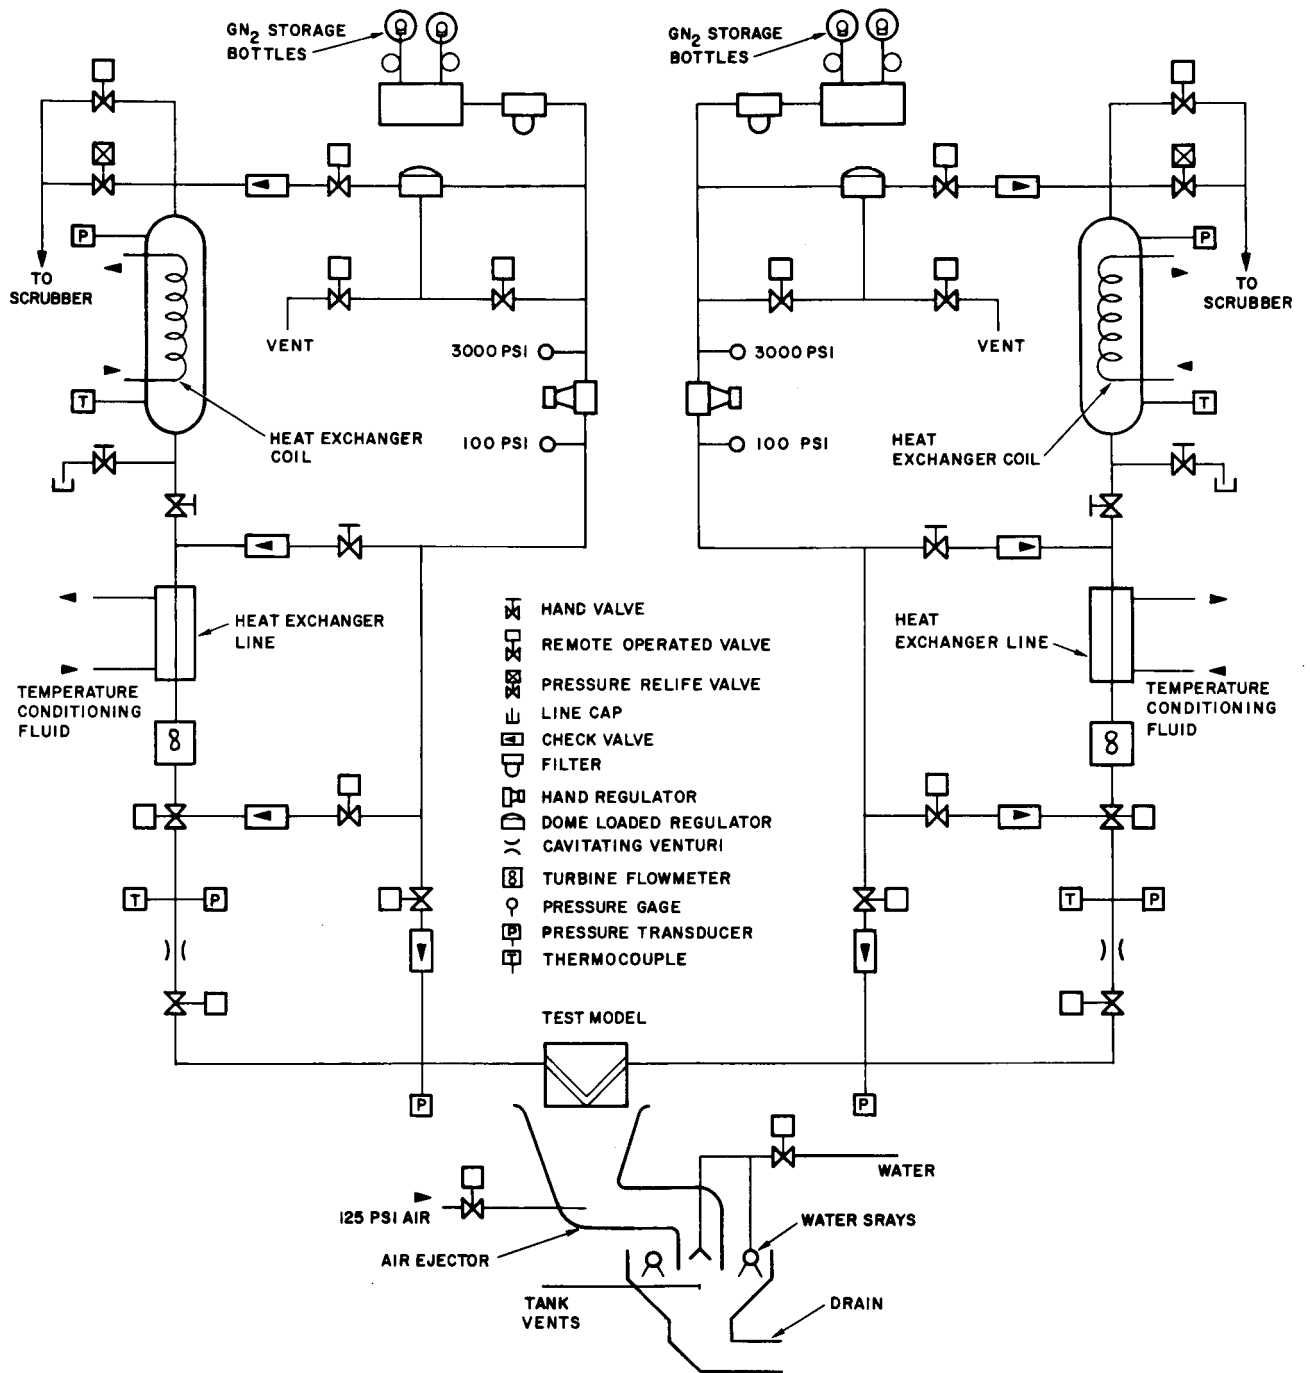 GN2 STORAGE
BOTTLES
GN2 STORAGE
BOTTLES
P
TO
SCRUBBER
P
TO
SCRUBBER
VENT
VENT
3000 PSI
3000 PSI
T
T
HEAT EXCHANGER
COIL
100 PSI
100 PSI
HEAT
EXCHANGER COIL
HEAT EXCHANGER
LINE
HEAT
EXCHANGER LINE
TEMPERATURE
CONDITIONING
FLUID
TEMPERATURE
CONDITIONING
FLUID
8
8
HAND VALVE
REMOTE OPERATED VALVE
PRESSURE RELIFE VALVE
LINE CAP
CHECK VALVE
FILTER
HAND REGULATOR
DOME LOADED REGULATOR
CAVITATING VENTURI
8 TURBINE FLOWMETER
PRESSURE GAGE
P PRESSURE TRANSDUCER
T THERMOCOUPLE
T P
T P
TEST MODEL
P
P
WATER
125 PSI AIR
WATER SRAYS
AIR EJECTOR
TANK
VENTS
DRAIN